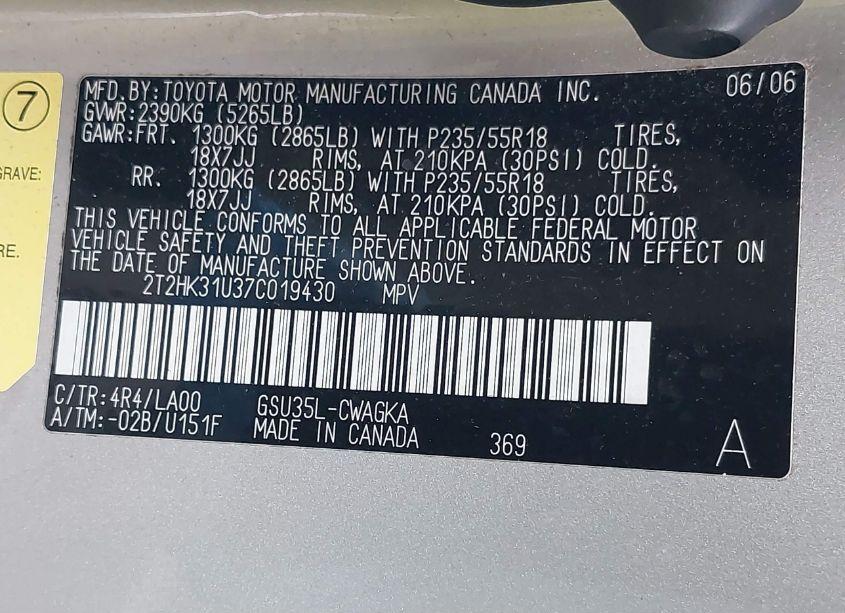 7
GRAVE:
RE.
MFD.BY:TOYOTA MOTOR MANUFACTURING CANADA INC. 06/06
GVWR:2390KG (5265LB)
GAWR:FRT. 1300KG (2865LB) WITH P235/55R18 TIRES,
18X7JJ RIMS, AT 210KPA (30PSI) COLD.
RR. 1300KG (2865LB) WITH P235/55R18 TIRES,
18X7JJ RIMS, AT 210KPA (30PSI) COLD.
THIS VEHICLE CONFORMS TO ALL APPLICABLE FEDERAL MOTOR
VEHICLE SAFETY AND THEFT PREVENTION STANDARDS IN EFFECT ON
THE DATE OF MANUFACTURE SHOWN ABOVE.
2T2HK31U37C019430 MPV
C/TR:4R4/LA00 GSU35L-CWAGKA
A/TM:-02B/U151F MADE IN CANADA 369 A